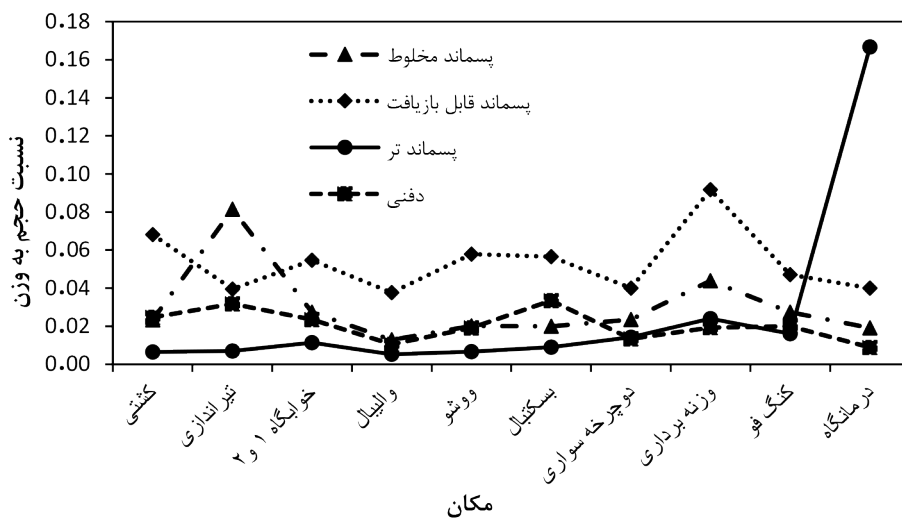 0.18
0.16
0.14
0.12
0.10
0.08
0.06
0.04
0.02
0.00
نسبت حجم به وزن
پسماند مخلوط
پسماند قابل بازیافت
پسماند تر
دفنی
کشتی
تیر اندازی
خوابگاه ۱ و ۲
والیبال
ووشو
بسکتبال
دوچرخه سواری
وزنه برداری
کنگ فو
درمانگاه
مکان